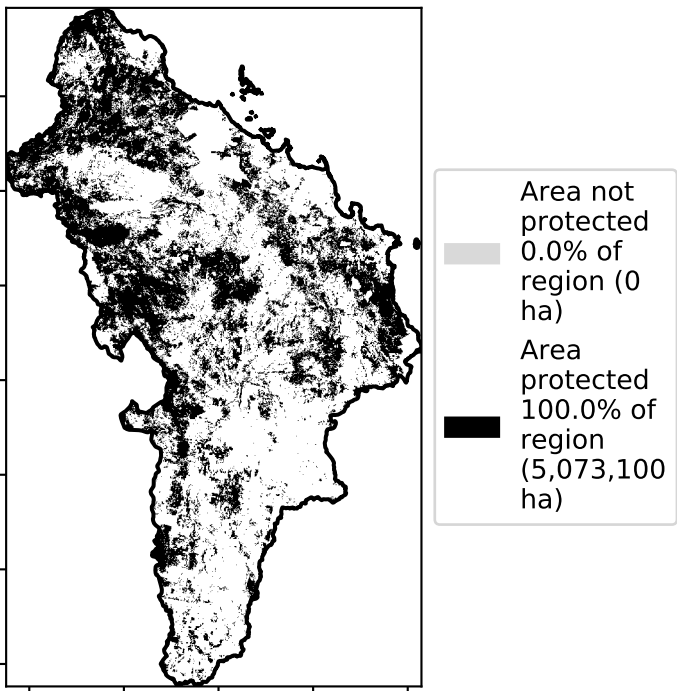 Area not
protected
0.0% of
region (0
ha)
Area
protected
100.0% of
region
(5,073,100
ha)